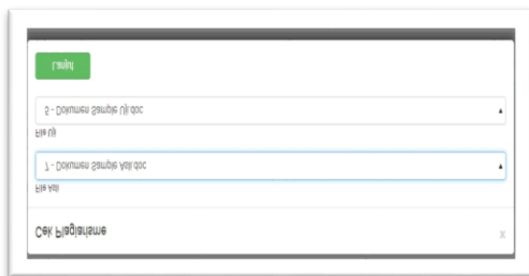 Cek Plagiarisme x
File Asli
7 - Dokumen Sample Asli.doc
File Uji
5 - Dokumen Sample Uji.doc
Lanjut